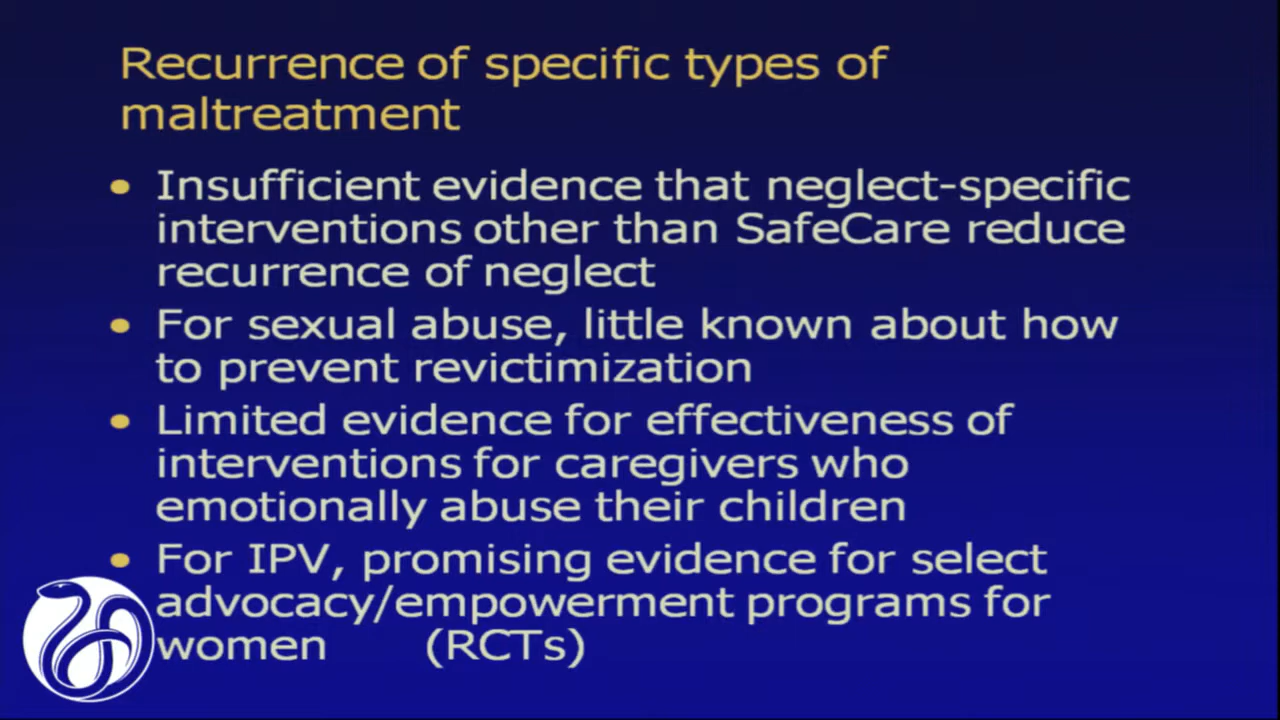 Recurrence of specific types of
maltreatment
• Insufficient evidence that neglect-specific
interventions other than SafeCare reduce
recurrence of neglect
• For sexual abuse, little known about how
to prevent revictimization
• Limited evidence for effectiveness of
interventions for caregivers who
emotionally abuse their children
• For IPV, promising evidence for select
advocacy/empowerment programs for
women (RCTs)